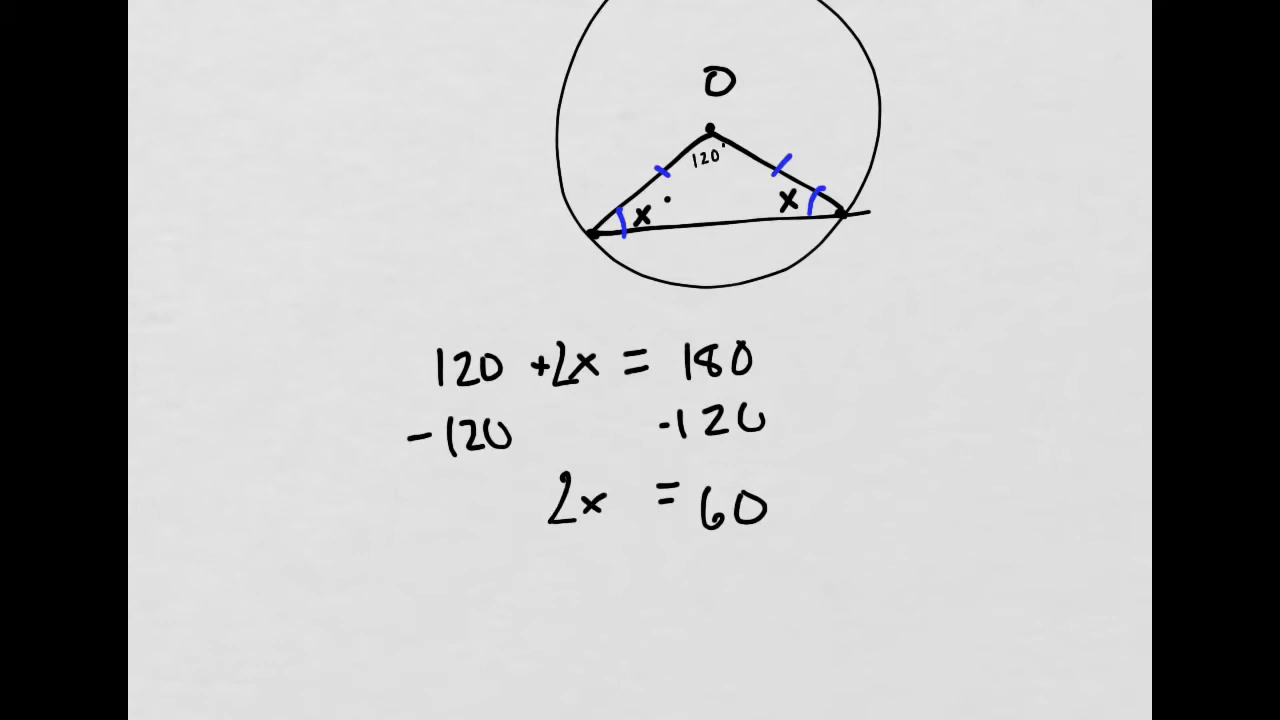 O
120°
x x
120 + 2x = 180
- 120 - 120
2x = 60